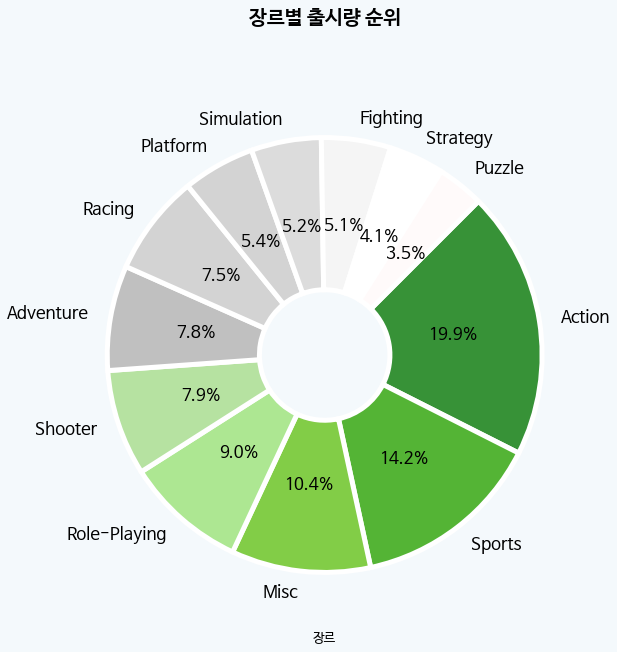 장르별 출시량 순위
Fighting
Simulation
Strategy
Platform
Puzzle
Racing
5.2%
5.1%
4.1%
5.4%
3.5%
7.5%
Adventure
Action
7.8%
19.9%
7.9%
Shooter
9.0%
14.2%
10.4%
Role-Playing
Sports
Misc
장르